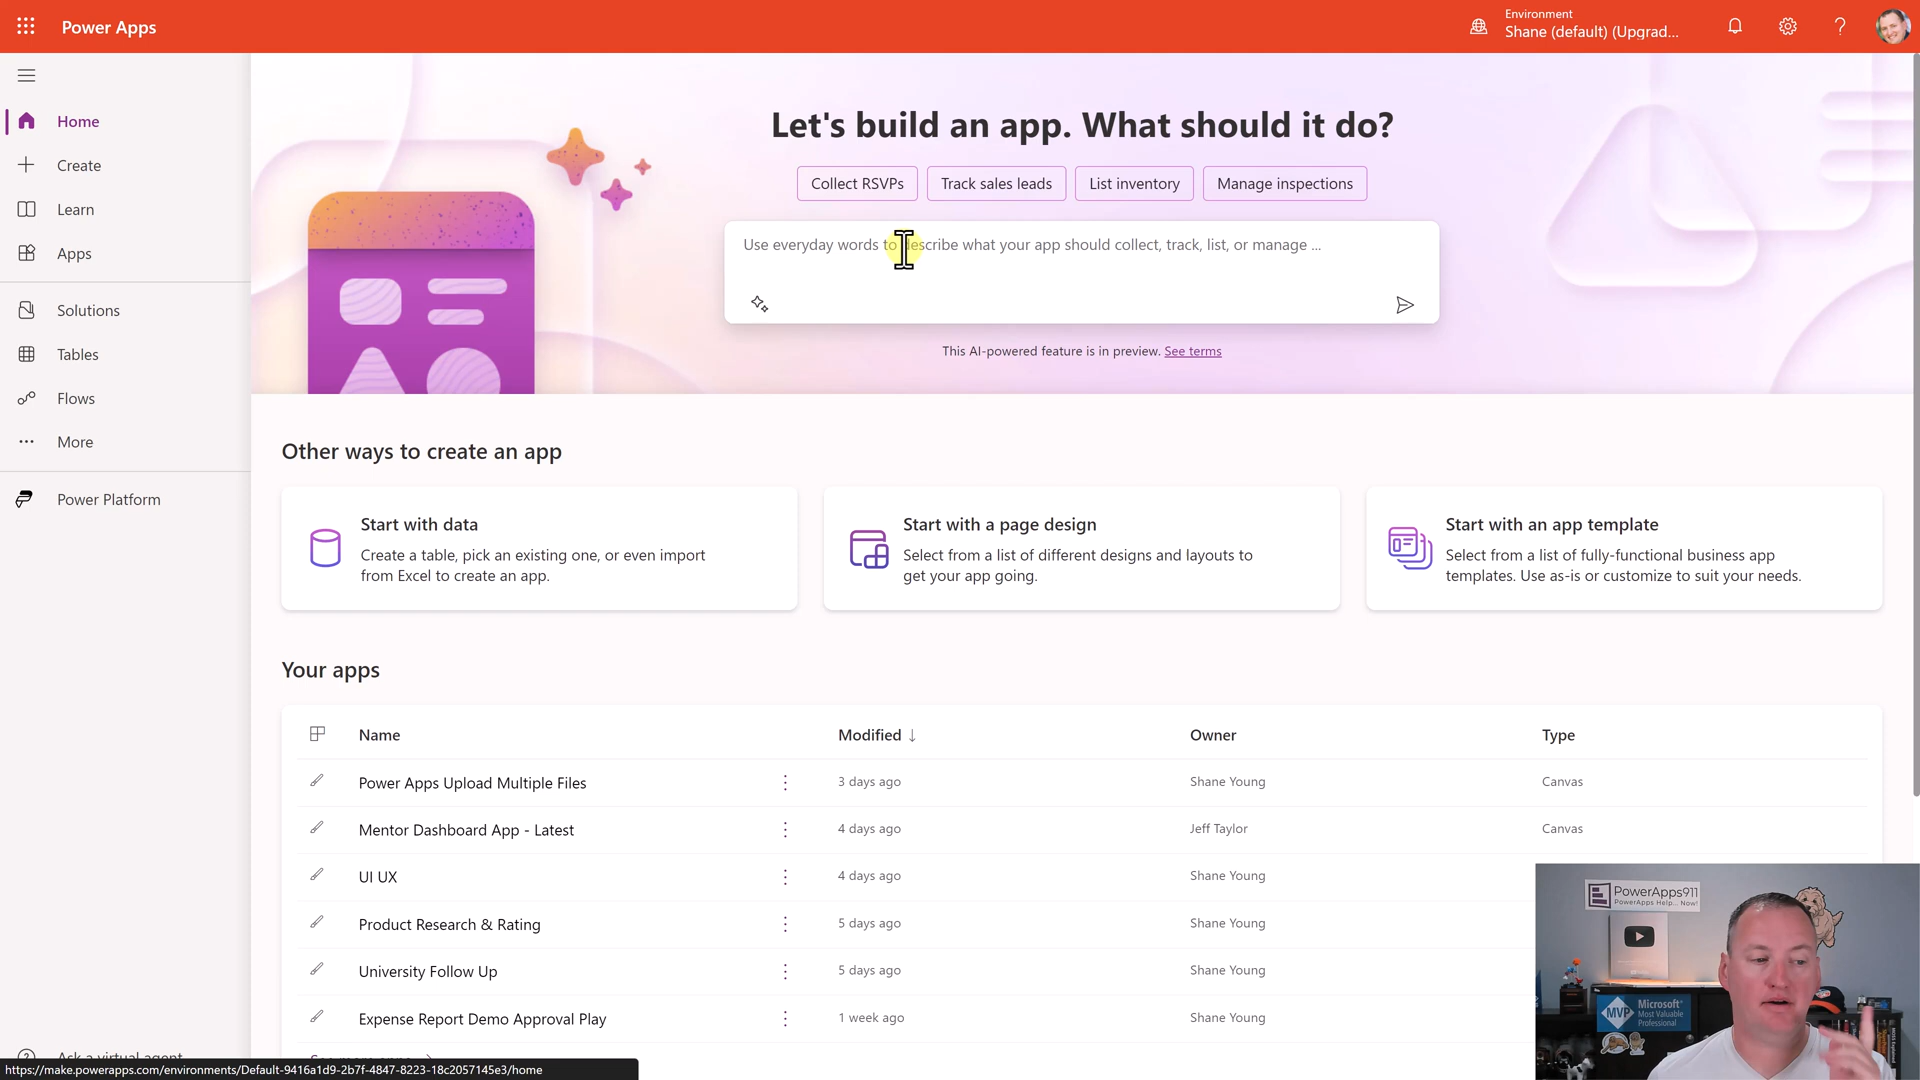 Power Apps
Environment
Shane (default) (Upgrad...
Home
Create
Learn
Apps
Solutions
Tables
Flows
More
Power Platform
Ask a virtual agent
Let's build an app. What should it do?
Collect RSVPs
Track sales leads
List inventory
Manage inspections
Use everyday words to describe what your app should collect, track, list, or manage ...
This AI-powered feature is in preview. See terms
Other ways to create an app
Start with data
Create a table, pick an existing one, or even import
from Excel to create an app.
Start with a page design
Select from a list of different designs and layouts to
get your app going.
Start with an app template
Select from a list of fully-functional business app
templates. Use as-is or customize to suit your needs.
Your apps
Name Modified ↓ Owner Type
Power Apps Upload Multiple Files 3 days ago Shane Young Canvas
Mentor Dashboard App - Latest 4 days ago Jeff Taylor Canvas
UI UX 4 days ago Shane Young
Product Research & Rating 5 days ago Shane Young
University Follow Up 5 days ago Shane Young
Expense Report Demo Approval Play 1 week ago Shane Young
https://make.powerapps.com/environments/Default-9416a1d9-2b7f-4847-8223-18c2057145e3/home
PowerApps911
PowerApps Help... Now!
MVP
Microsoft®
Most Valuable
Professional